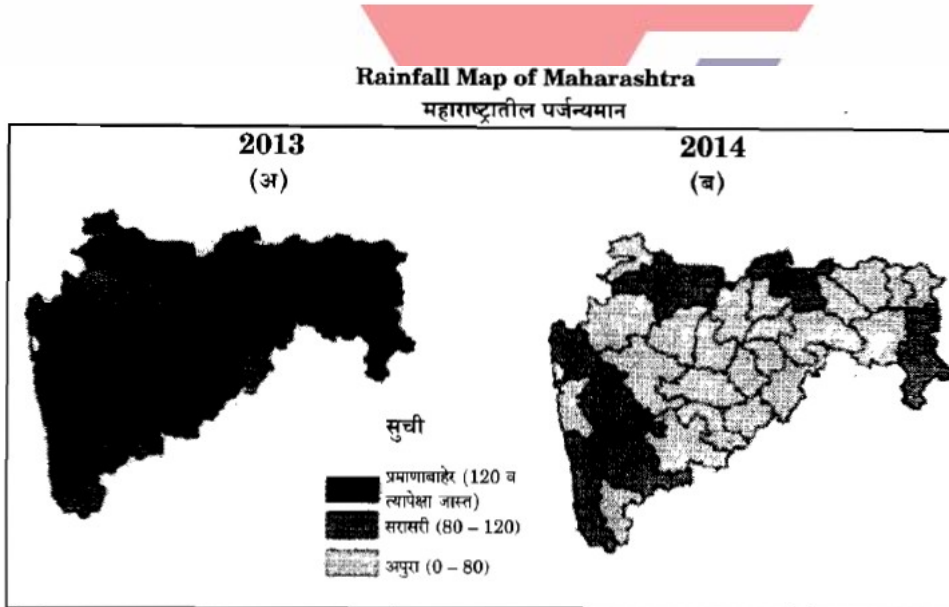 Rainfall Map of Maharashtra
महाराष्ट्रातील पर्जन्यमान
2013
(अ)
2014
(ब)
सुची
प्रमाणाबाहेर (120 व
त्यापेक्षा जास्त)
सरासरी (80 – 120)
अपुरा (0 – 80)